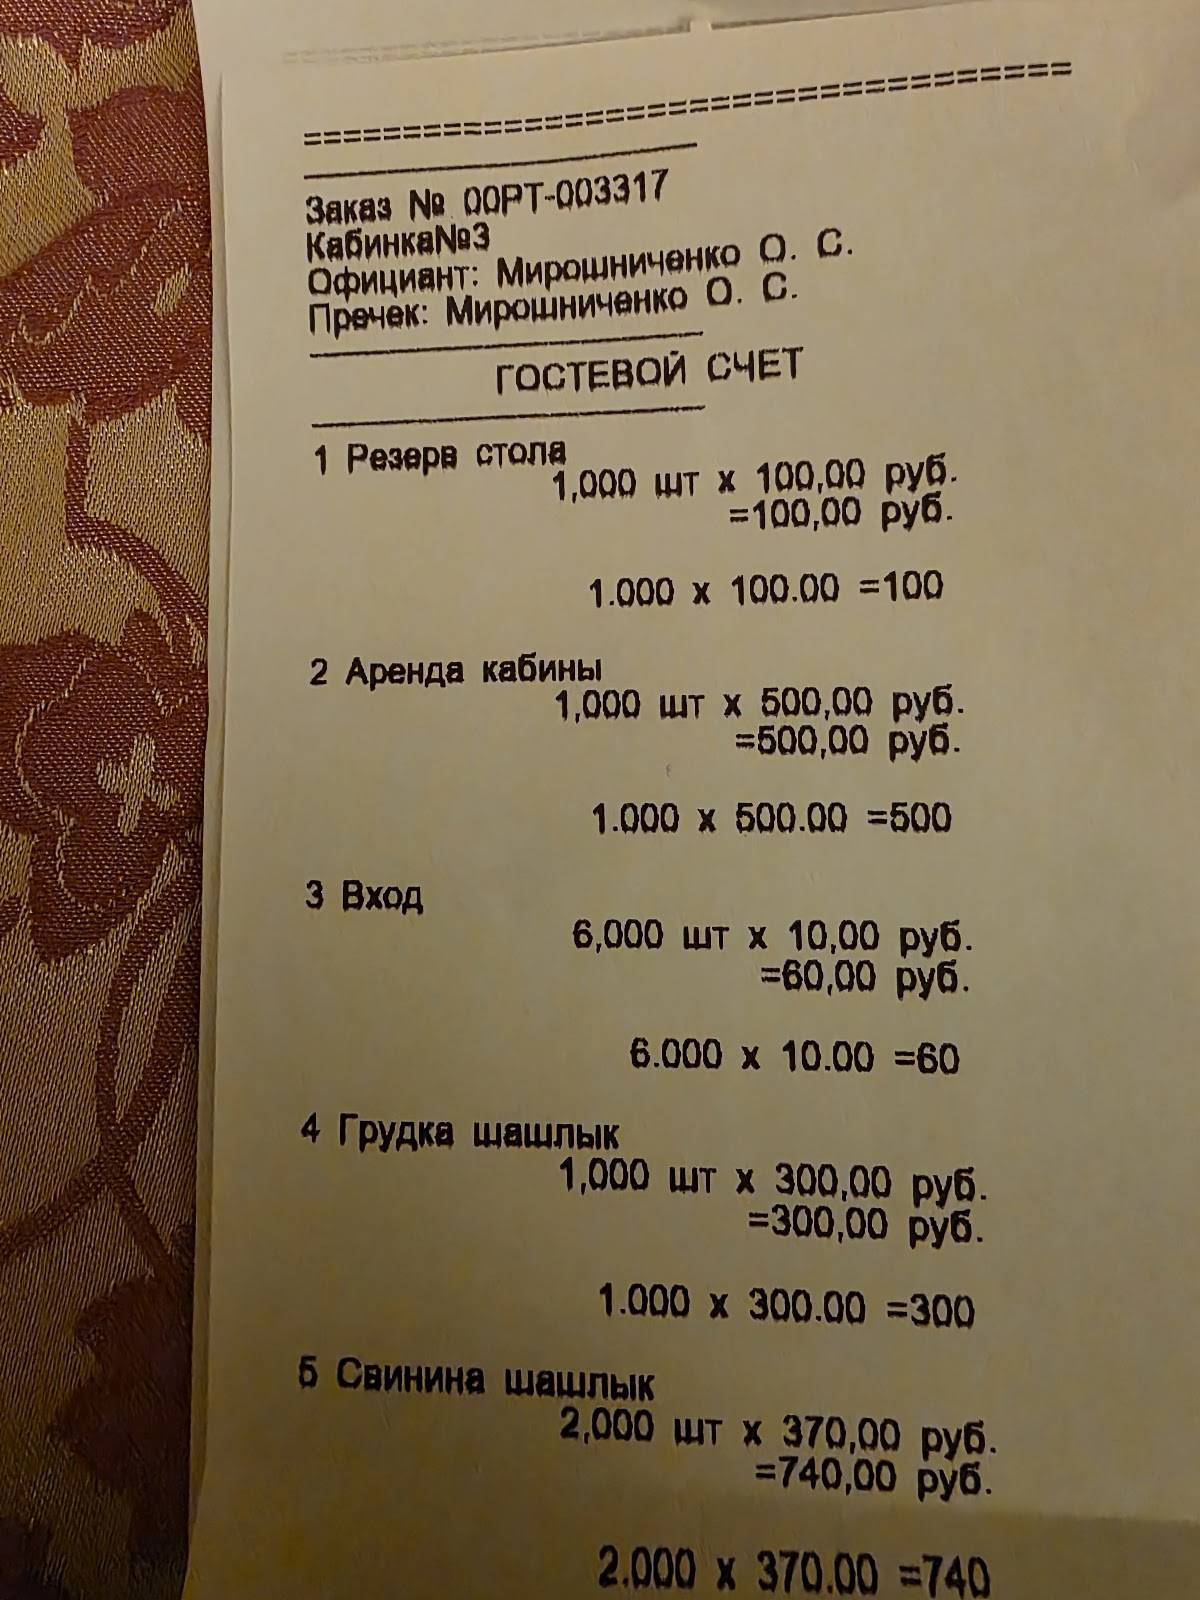 ========================================
Заказ № 00РТ-003317
Кабинка№3
Официант: Мирошниченко О. С.
Пречек: Мирошниченко О. С.
ГОСТЕВОЙ СЧЕТ
1 Резерв стола
1,000 шт x 100,00 руб.
=100,00 руб.
1.000 x 100.00 =100
2 Аренда кабины
1,000 шт x 500,00 руб.
=500,00 руб.
1.000 x 500.00 =500
3 Вход
6,000 шт x 10,00 руб.
=60,00 руб.
6.000 x 10.00 =60
4 Грудка шашлык
1,000 шт x 300,00 руб.
=300,00 руб.
1.000 x 300.00 =300
5 Свинина шашлык
2,000 шт x 370,00 руб.
=740,00 руб.
2.000 x 370.00 =740